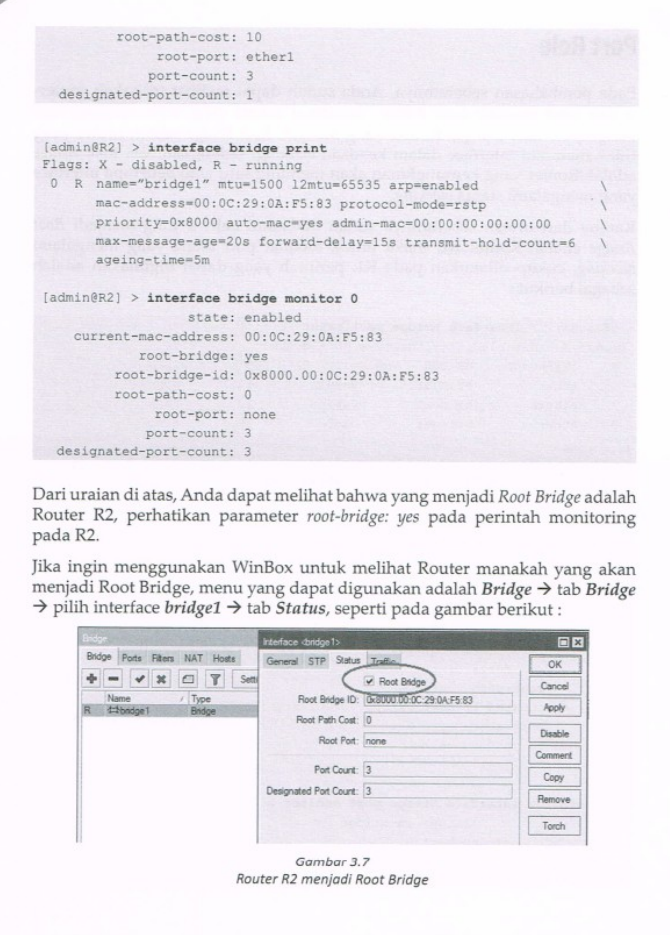 root-path-cost: 10
root-port: ether1
port-count: 3
designated-port-count: 1
[admin@R2] > interface bridge print
Flags: X - disabled, R - running
0 R name="bridge1" mtu=1500 l2mtu=65535 arp=enabled \
mac-address=00:0C:29:0A:F5:83 protocol-mode=rstp \
priority=0x8000 auto-mac=yes admin-mac=00:00:00:00:00:00 \
max-message-age=20s forward-delay=15s transmit-hold-count=6 \
ageing-time=5m
[admin@R2] > interface bridge monitor 0
state: enabled
current-mac-address: 00:0C:29:0A:F5:83
root-bridge: yes
root-bridge-id: 0x8000.00:0C:29:0A:F5:83
root-path-cost: 0
root-port: none
port-count: 3
designated-port-count: 3
Dari uraian di atas, Anda dapat melihat bahwa yang menjadi Root Bridge adalah
Router R2, perhatikan parameter root-bridge: yes pada perintah monitoring
pada R2.
Jika ingin menggunakan WinBox untuk melihat Router manakah yang akan
menjadi Root Bridge, menu yang dapat digunakan adalah Bridge → tab Bridge
→ pilih interface bridge1 → tab Status, seperti pada gambar berikut :
Bridge
Bridge Ports Filters NAT Hosts
Setti
Name / Type
R bridge1 Bridge
Interface <bridge1>
General STP Status Traffic
Root Bridge
Root Bridge ID: 0x8000.00:0C:29:0A:F5:83
Root Path Cost: 0
Root Port: none
Port Count: 3
Designated Port Count: 3
OK
Cancel
Apply
Disable
Comment
Copy
Remove
Torch
Gambar 3.7
Router R2 menjadi Root Bridge